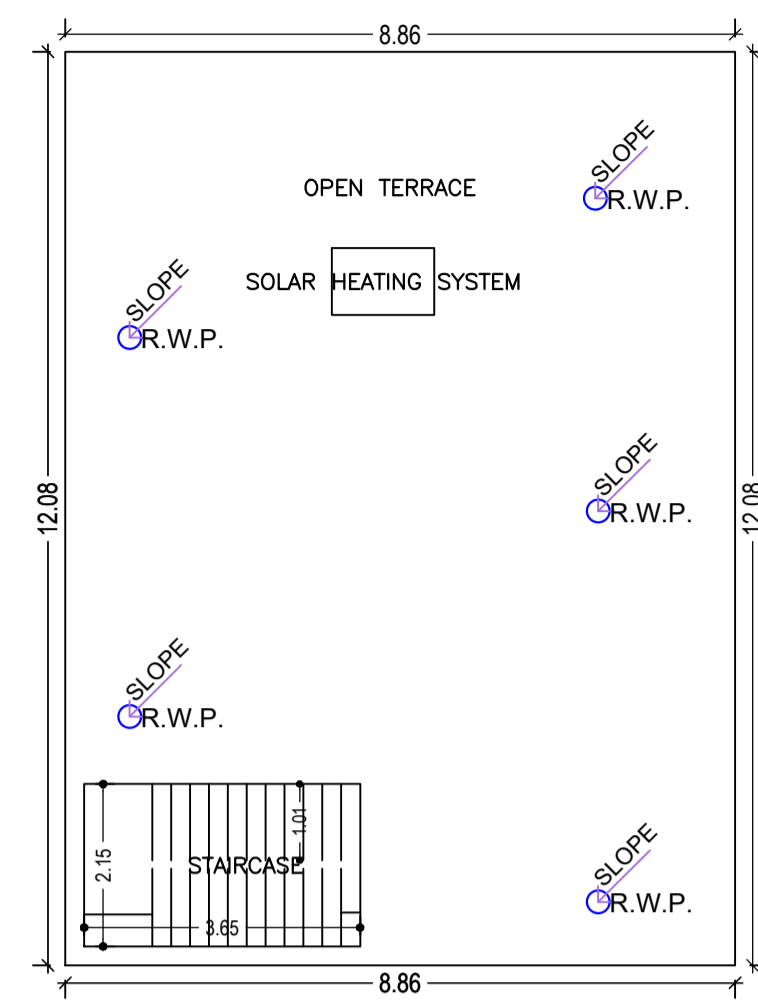 8.86
SLOPE
OPEN TERRACE
R.W.P.
SLOPE
SOLAR HEATING SYSTEM
R.W.P.
SLOPE
12.08
12.08
R.W.P.
SLOPE
R.W.P.
1.01
SLOPE
2.15
STAIRCASE
R.W.P.
3.65
8.86